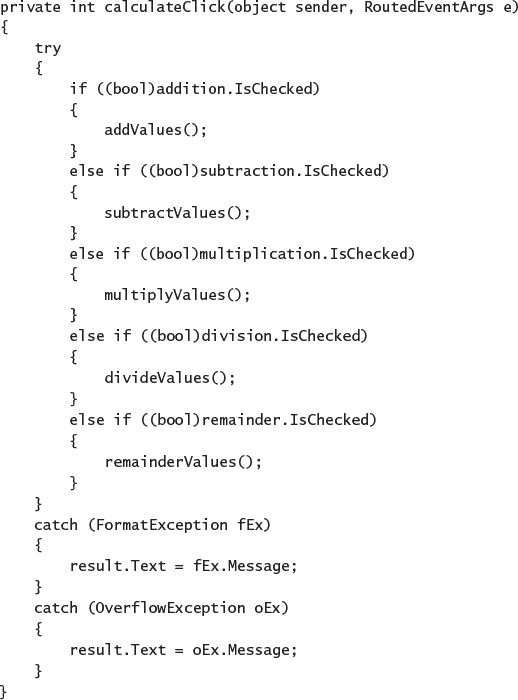 private int calculateClick(object sender, RoutedEventArgs e)
{
    try
    {
        if ((bool)addition.IsChecked)
        {
            addValues();
        }
        else if ((bool)subtraction.IsChecked)
        {
            subtractValues();
        }
        else if ((bool)multiplication.IsChecked)
        {
            multiplyValues();
        }
        else if ((bool)division.IsChecked)
        {
            divideValues();
        }
        else if ((bool)remainder.IsChecked)
        {
            remainderValues();
        }
    }
    catch (FormatException fEx)
    {
        result.Text = fEx.Message;
    }
    catch (OverflowException oEx)
    {
        result.Text = oEx.Message;
    }
}